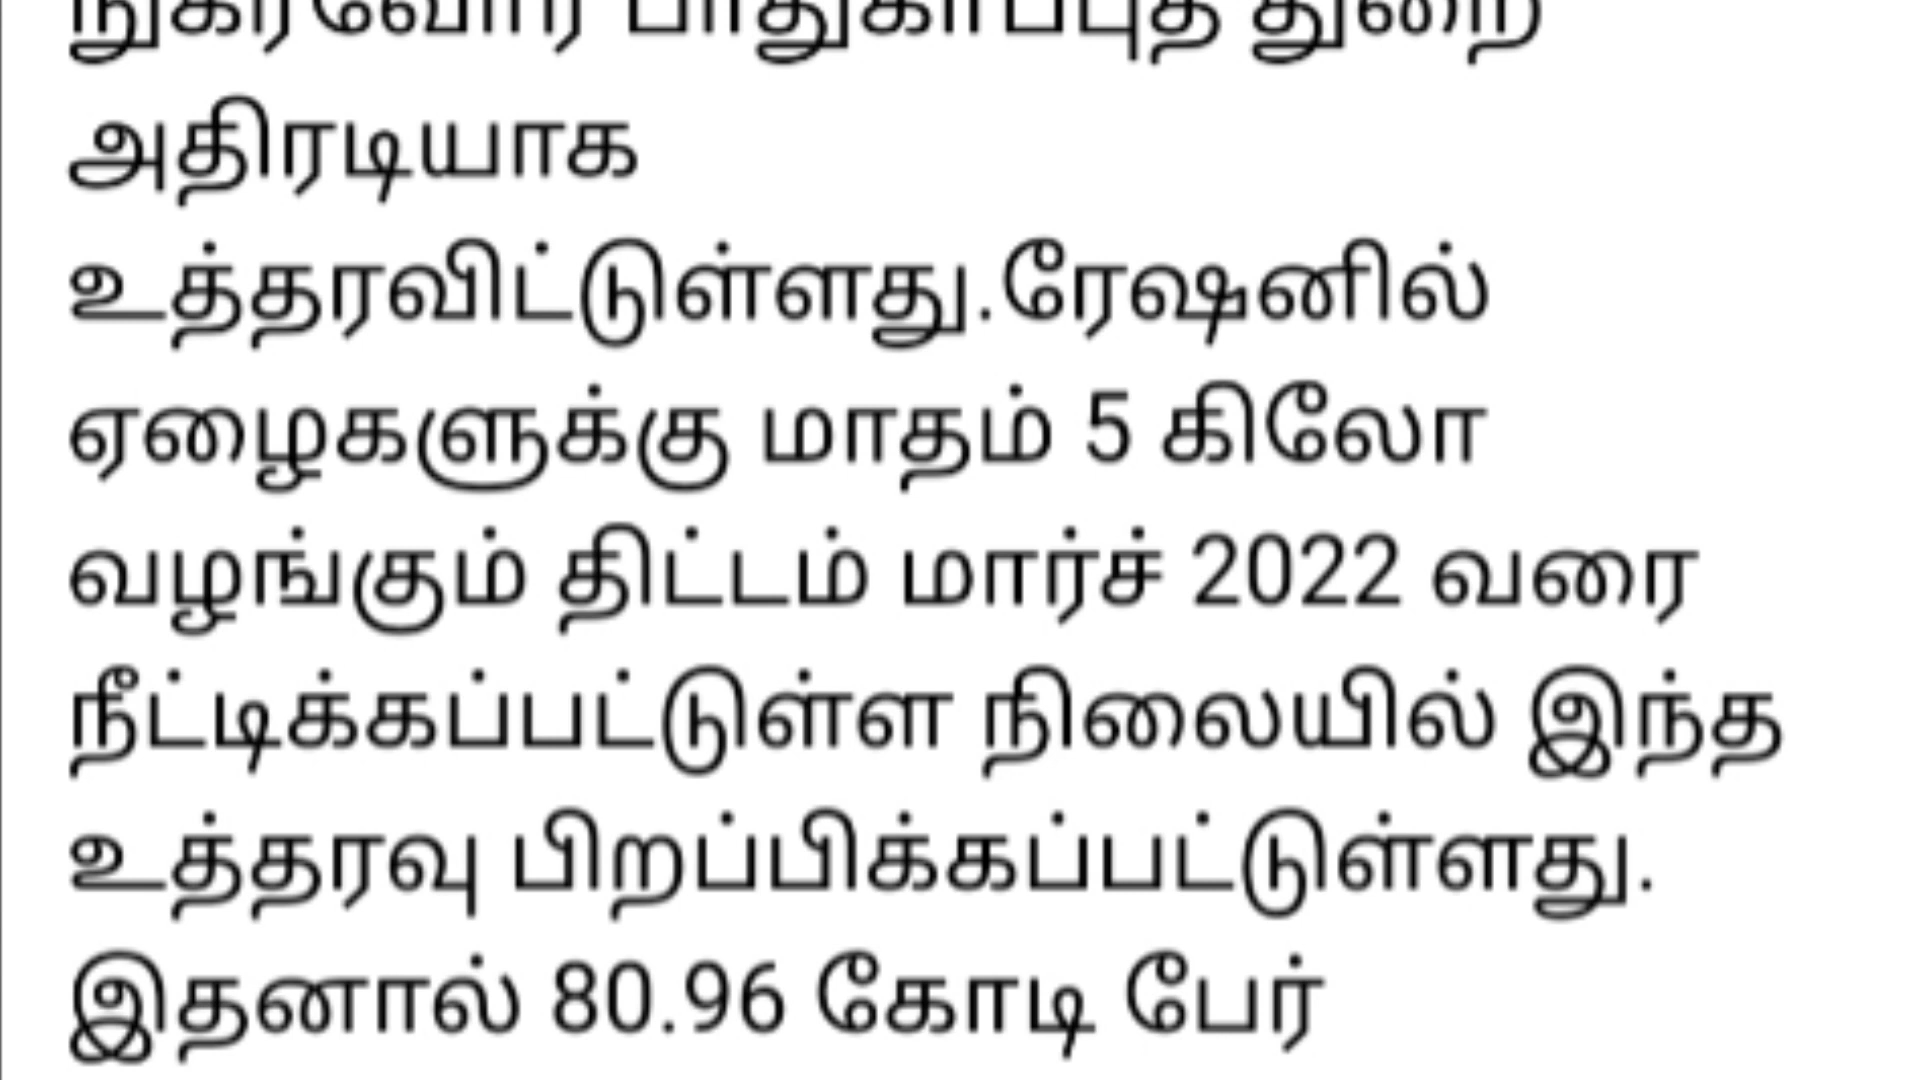 நுகர்வோர் பாதுகாப்புத் துறை
அதிரடியாக
உத்தரவிட்டுள்ளது.ரேஷனில்
ஏழைகளுக்கு மாதம் 5 கிலோ
வழங்கும் திட்டம் மார்ச் 2022 வரை
நீட்டிக்கப்பட்டுள்ள நிலையில் இந்த
உத்தரவு பிறப்பிக்கப்பட்டுள்ளது.
இதனால் 80.96 கோடி பேர்